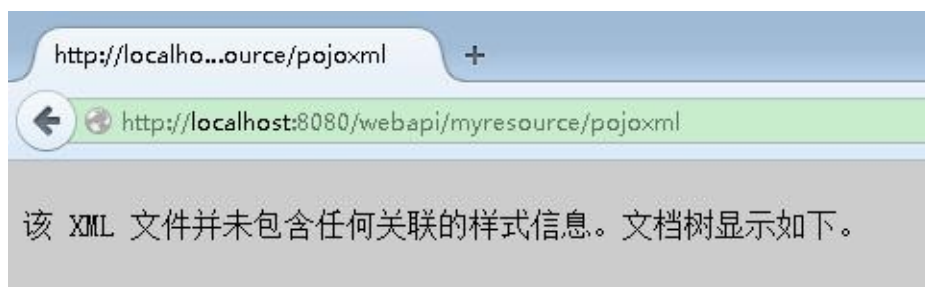 http://localho...ource/pojoxml
http://localhost:8080/webapi/myresource/pojoxml
该 XML 文件并未包含任何关联的样式信息。文档树显示如下。